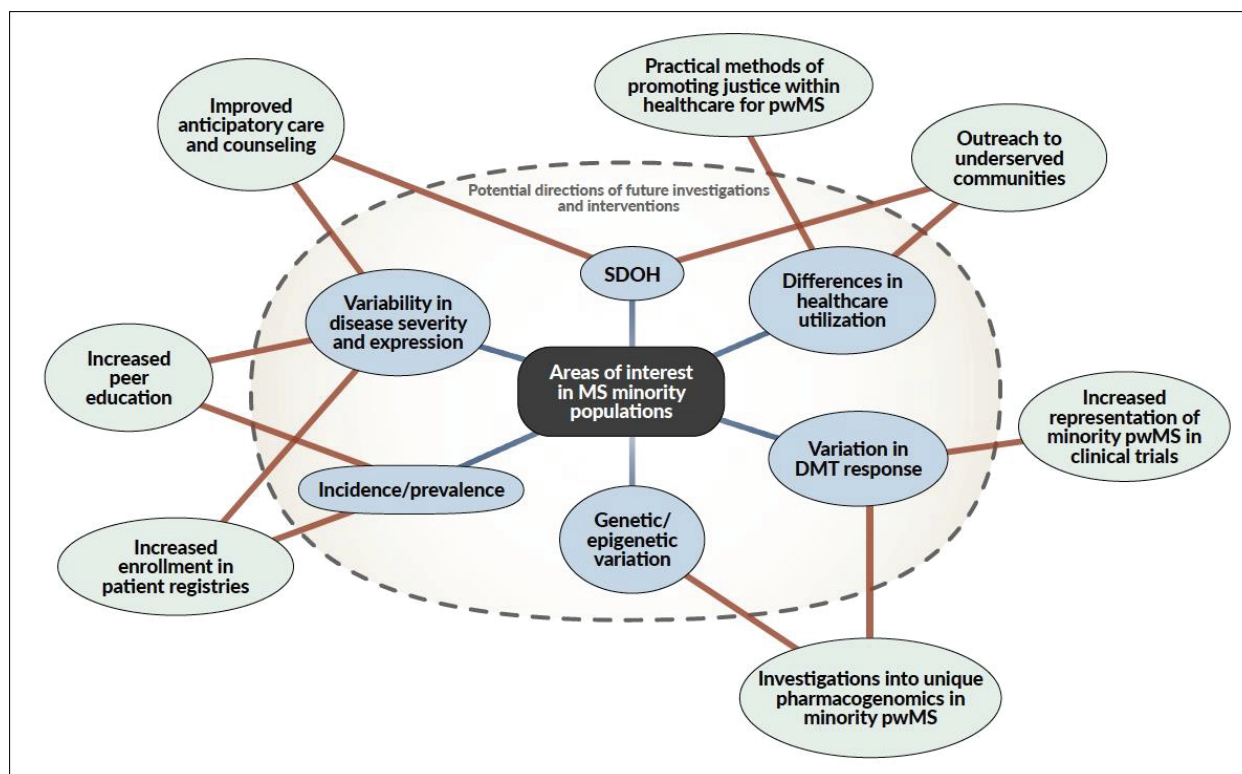 Practical methods of
promoting justice within
healthcare for pwMS
Improved
anticipatory care
and counseling
Outreach to
underserved
communities
Potential directions of future investigations
and interventions
SDOH
Differences in
healthcare
utilization
Variability in
disease severity
and expression
Increased
peer
education
Areas of interest
in MS minority
populations
Increased
representation of
minority pwMS in
clinical trials
Variation in
DMT response
Incidence/prevalence
Genetic/
epigenetic
variation
Increased
enrollment in
patient registries
Investigations into unique
pharmacogenomics in
minority pwMS